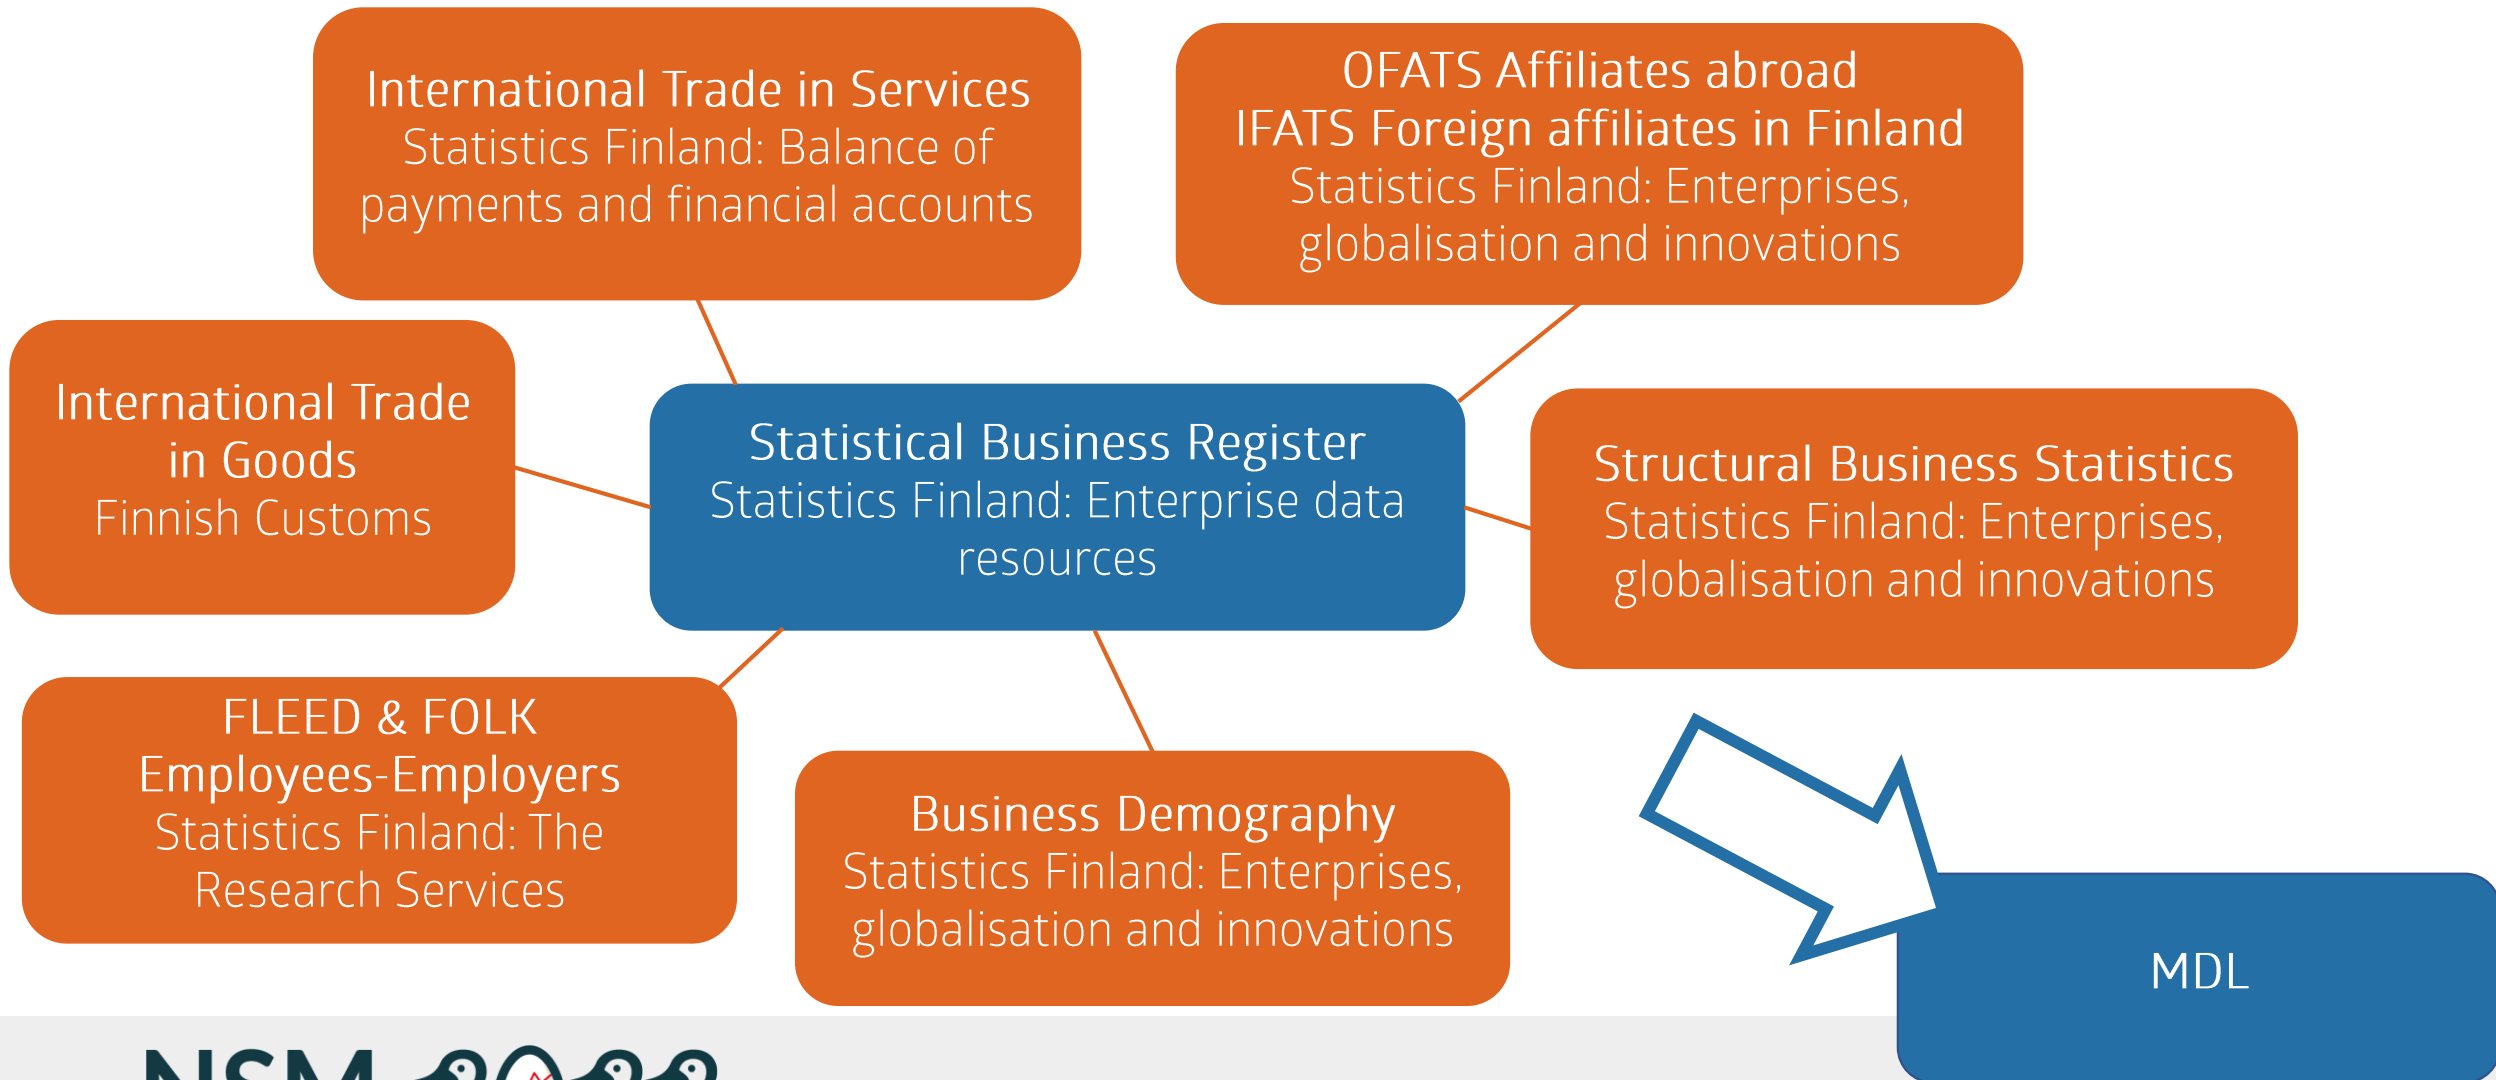 International Trade in Services
Statistics Finland: Balance of
payments and financial accounts
OFATS Affiliates abroad
IFATS Foreign affiliates in Finland
Statistics Finland: Enterprises,
globalisation and innovations
International Trade
in Goods
Finnish Customs
Statistical Business Register
Statistics Finland: Enterprise data
resources
Structural Business Statistics
Statistics Finland: Enterprises,
globalisation and innovations
FLEED & FOLK
Employees-Employers
Statistics Finland: The
Research Services
Business Demography
Statistics Finland: Enterprises,
globalisation and innovations
MDL
NSM